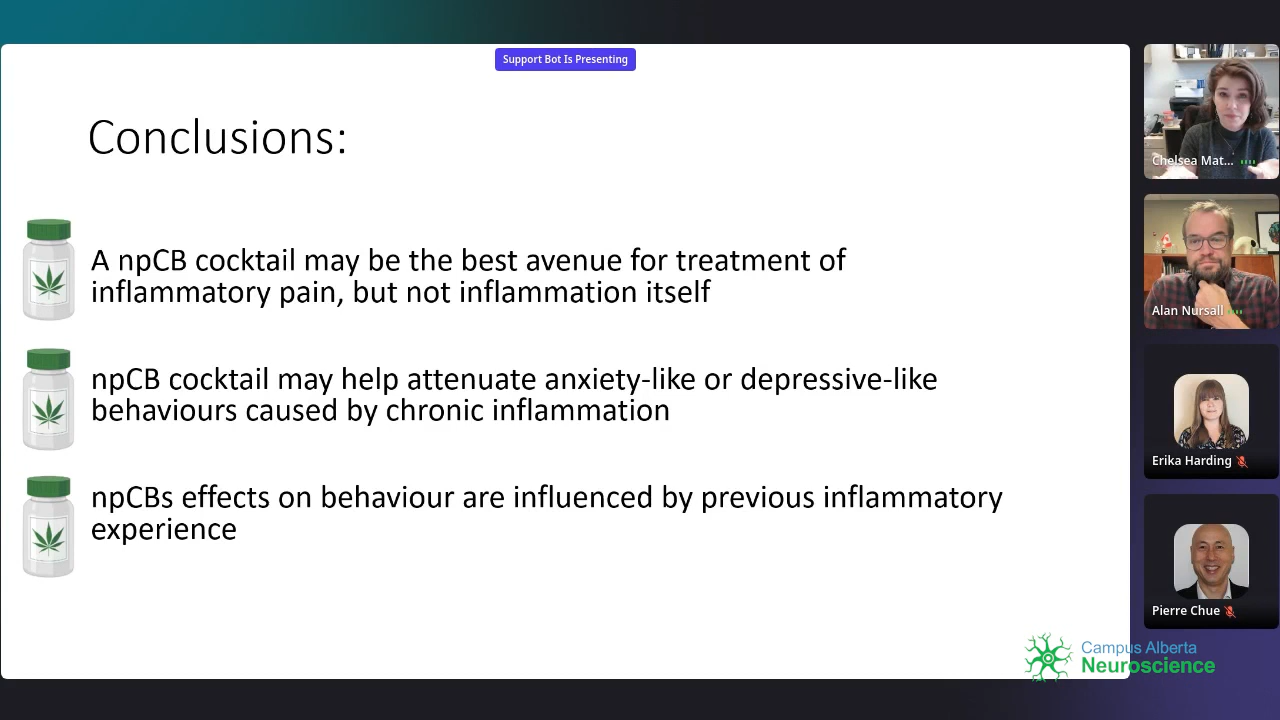 Support Bot Is Presenting
Conclusions:
A npCB cocktail may be the best avenue for treatment of
inflammatory pain, but not inflammation itself
npCB cocktail may help attenuate anxiety-like or depressive-like
behaviours caused by chronic inflammation
npCBs effects on behaviour are influenced by previous inflammatory
experience
Chelsea Mat...
Alan Nursall
Erika Harding
Pierre Chue
Campus Alberta
Neuroscience